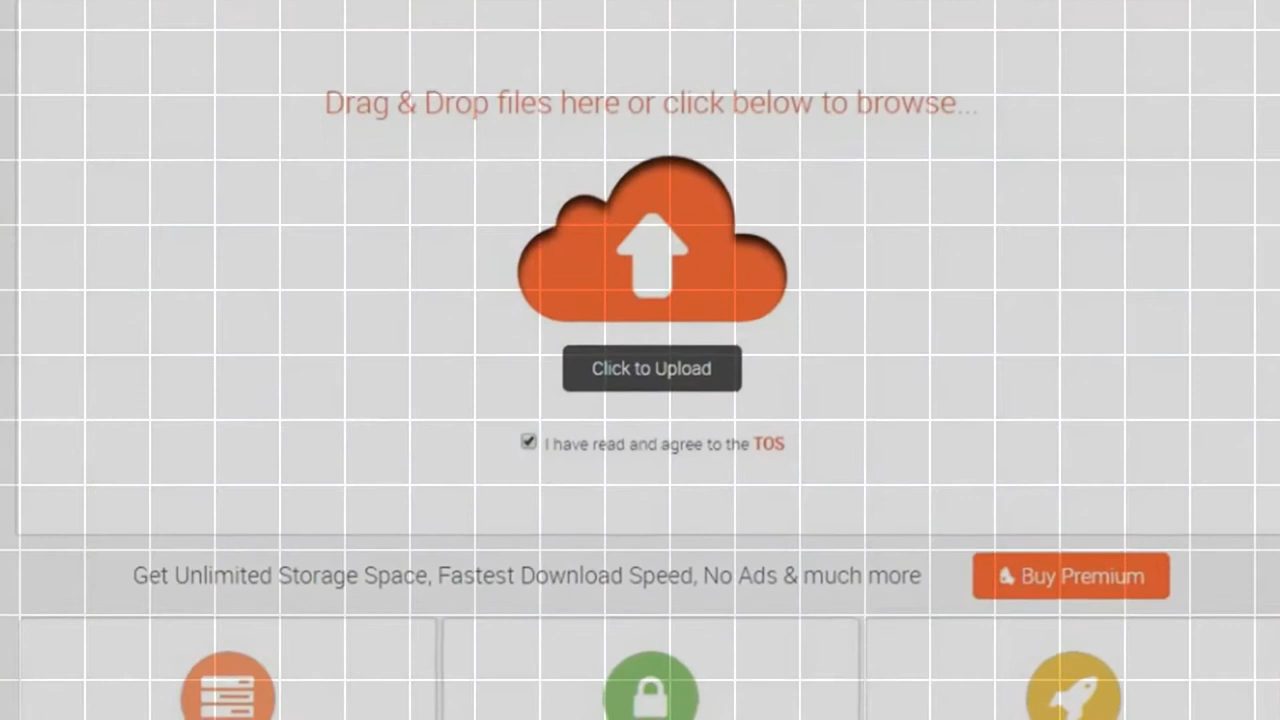 Drag & Drop files here or click below to browse...
Click to Upload
I have read and agree to the TOS
Get Unlimited Storage Space, Fastest Download Speed, No Ads & much more
Buy Premium